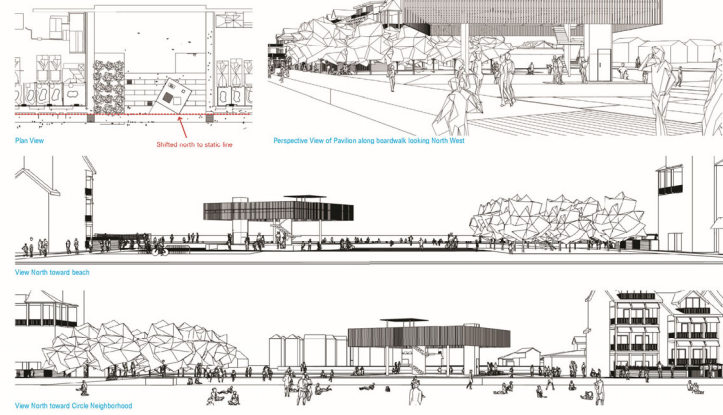 Plan View
Shifted north to static line
Perspective View of Pavilion along boardwalk looking North West
View North toward beach
View North toward Circle Neighborhood